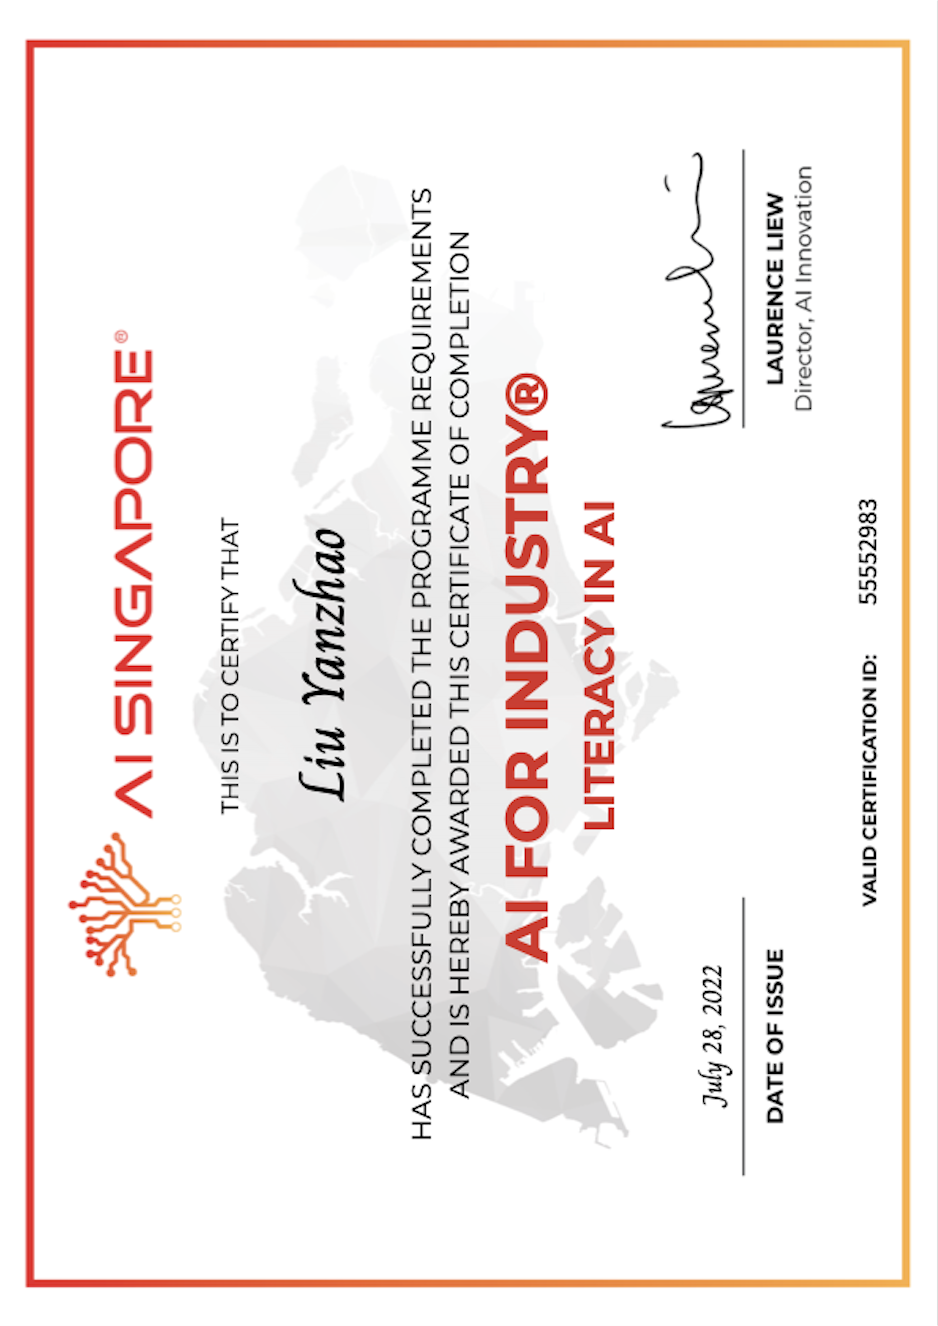 AI SINGAPORE®
THIS IS TO CERTIFY THAT
Liu Yanzhao
HAS SUCCESSFULLY COMPLETED THE PROGRAMME REQUIREMENTS
AND IS HEREBY AWARDED THIS CERTIFICATE OF COMPLETION
AI FOR INDUSTRY®
LITERACY IN AI
July 28, 2022
DATE OF ISSUE
LAURENCE LIEW
Director, AI Innovation
VALID CERTIFICATION ID: 55552983